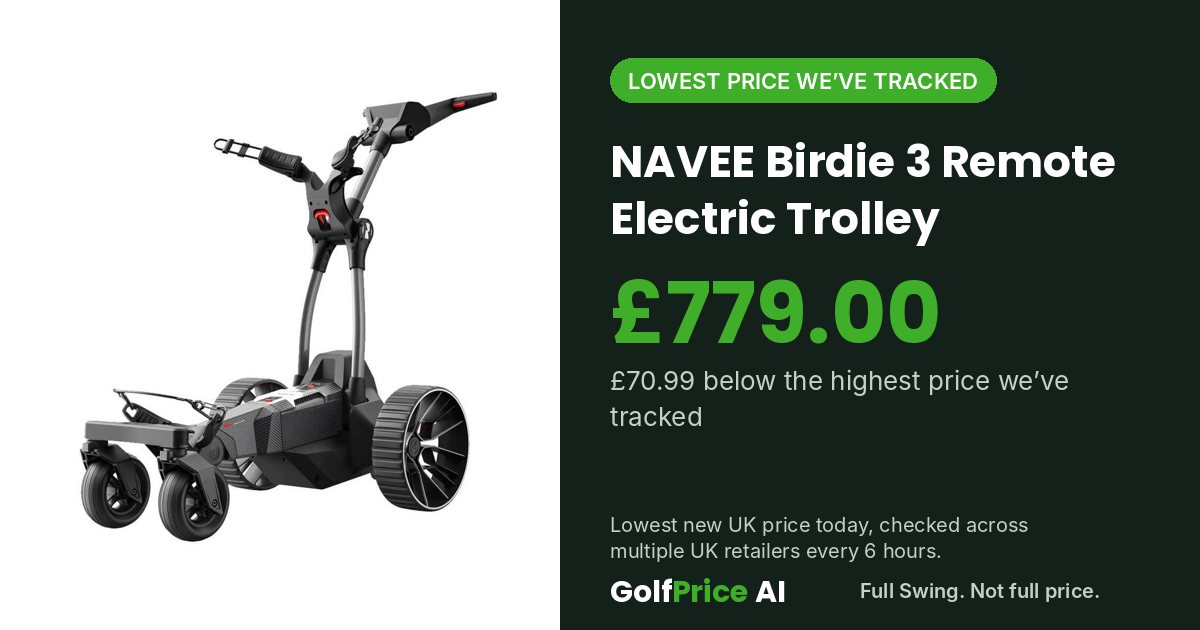 LOWEST PRICE WE’VE TRACKED
NAVEE Birdie 3 Remote
Electric Trolley
£779.00
£70.99 below the highest price we’ve
tracked
Lowest new UK price today, checked across
multiple UK retailers every 6 hours.
GolfPrice AI
Full Swing. Not full price.